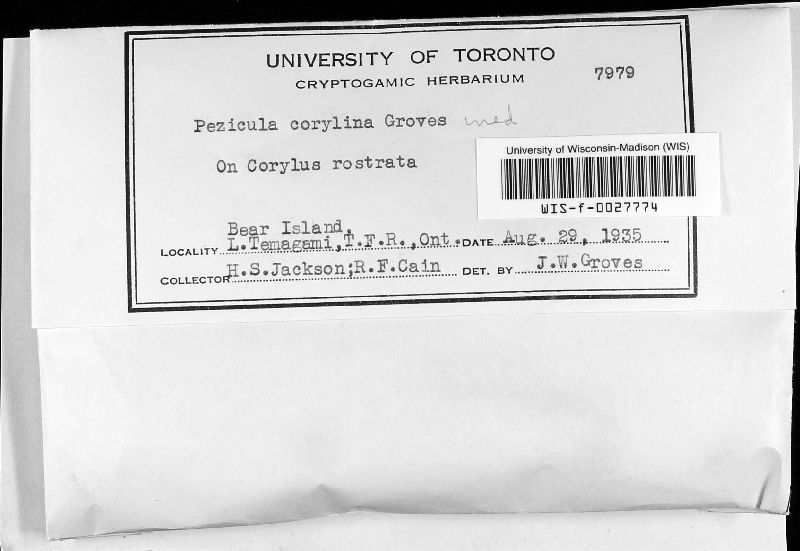 UNIVERSITY OF TORONTO
CRYPTOGAMIC HERBARIUM
7979
Pezicula corylina Groves ined
On Corylus rostrata
University of Wisconsin-Madison (WIS)
WIS-f-0027774
Bear Island,
LOCALITY L.Temagami,T.F.R.,Ont. DATE Aug. 29, 1935
COLLECTOR H.S.Jackson;R.F.Cain DET. BY J.W.Groves